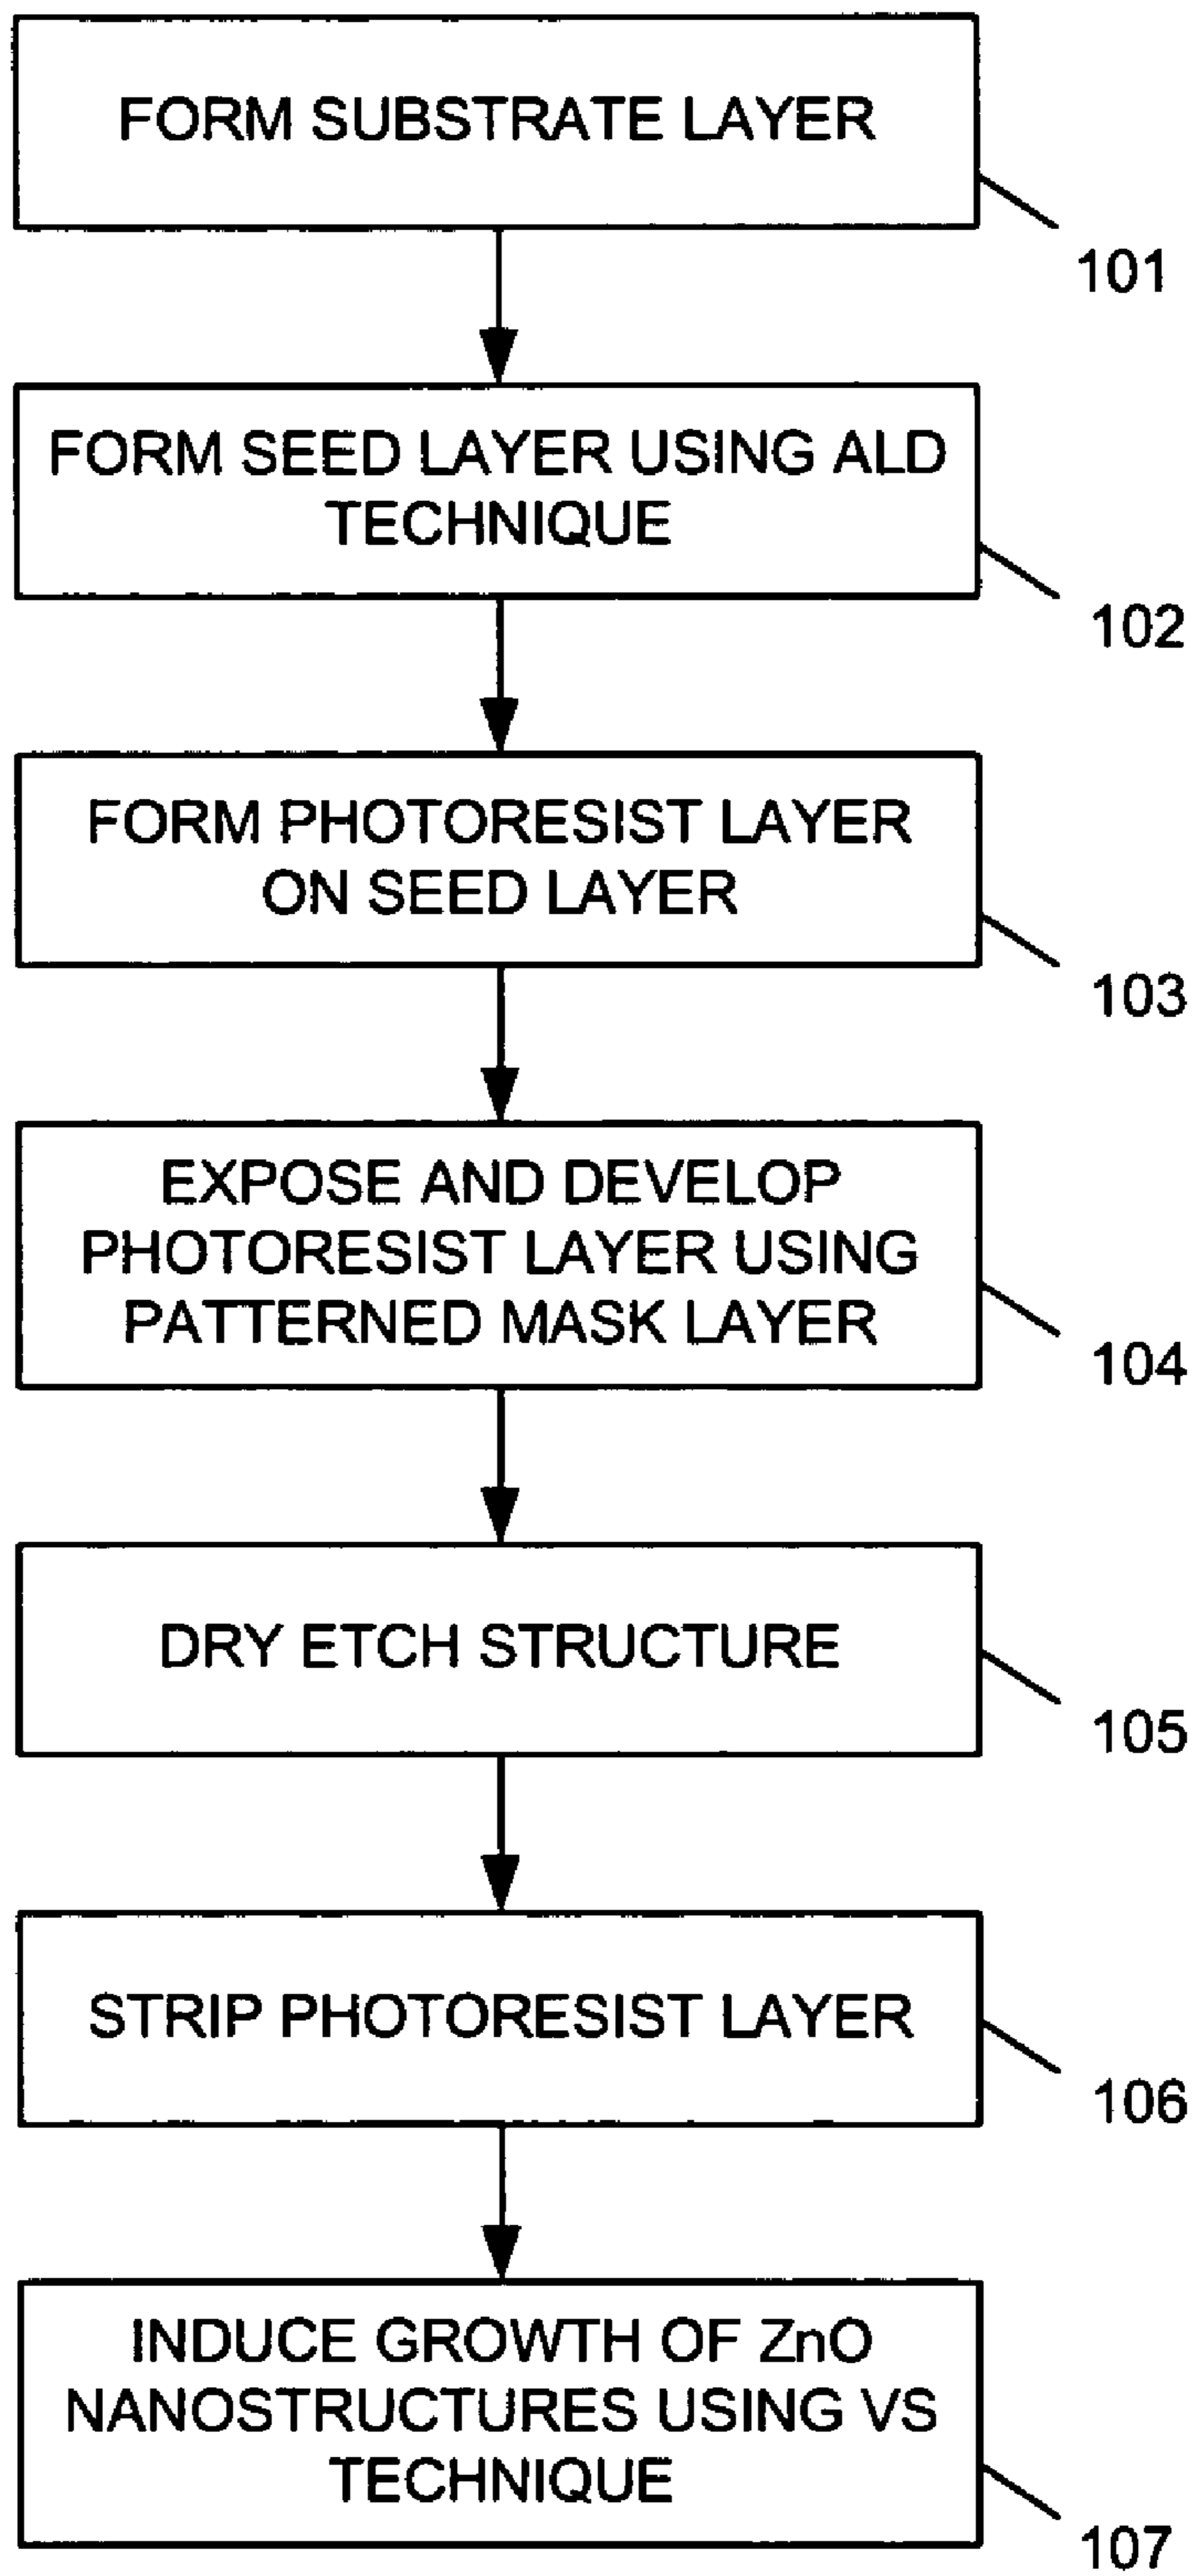 FORM SUBSTRATE LAYER
101
FORM SEED LAYER USING ALD
TECHNIQUE
102
FORM PHOTORESIST LAYER
ON SEED LAYER
103
EXPOSE AND DEVELOP
PHOTORESIST LAYER USING
PATTERNED MASK LAYER
104
DRY ETCH STRUCTURE
105
STRIP PHOTORESIST LAYER
106
INDUCE GROWTH OF ZnO
NANOSTRUCTURES USING VS
TECHNIQUE
107